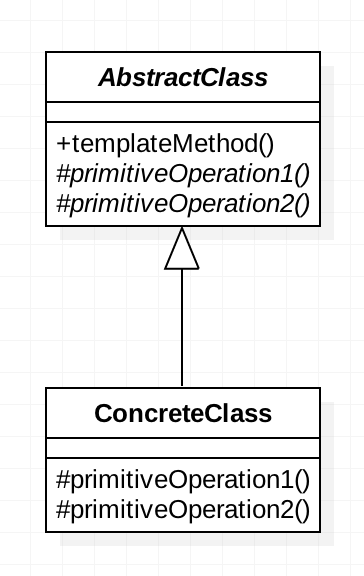 AbstractClass
+templateMethod()
#primitiveOperation1()
#primitiveOperation2()
ConcreteClass
#primitiveOperation1()
#primitiveOperation2()